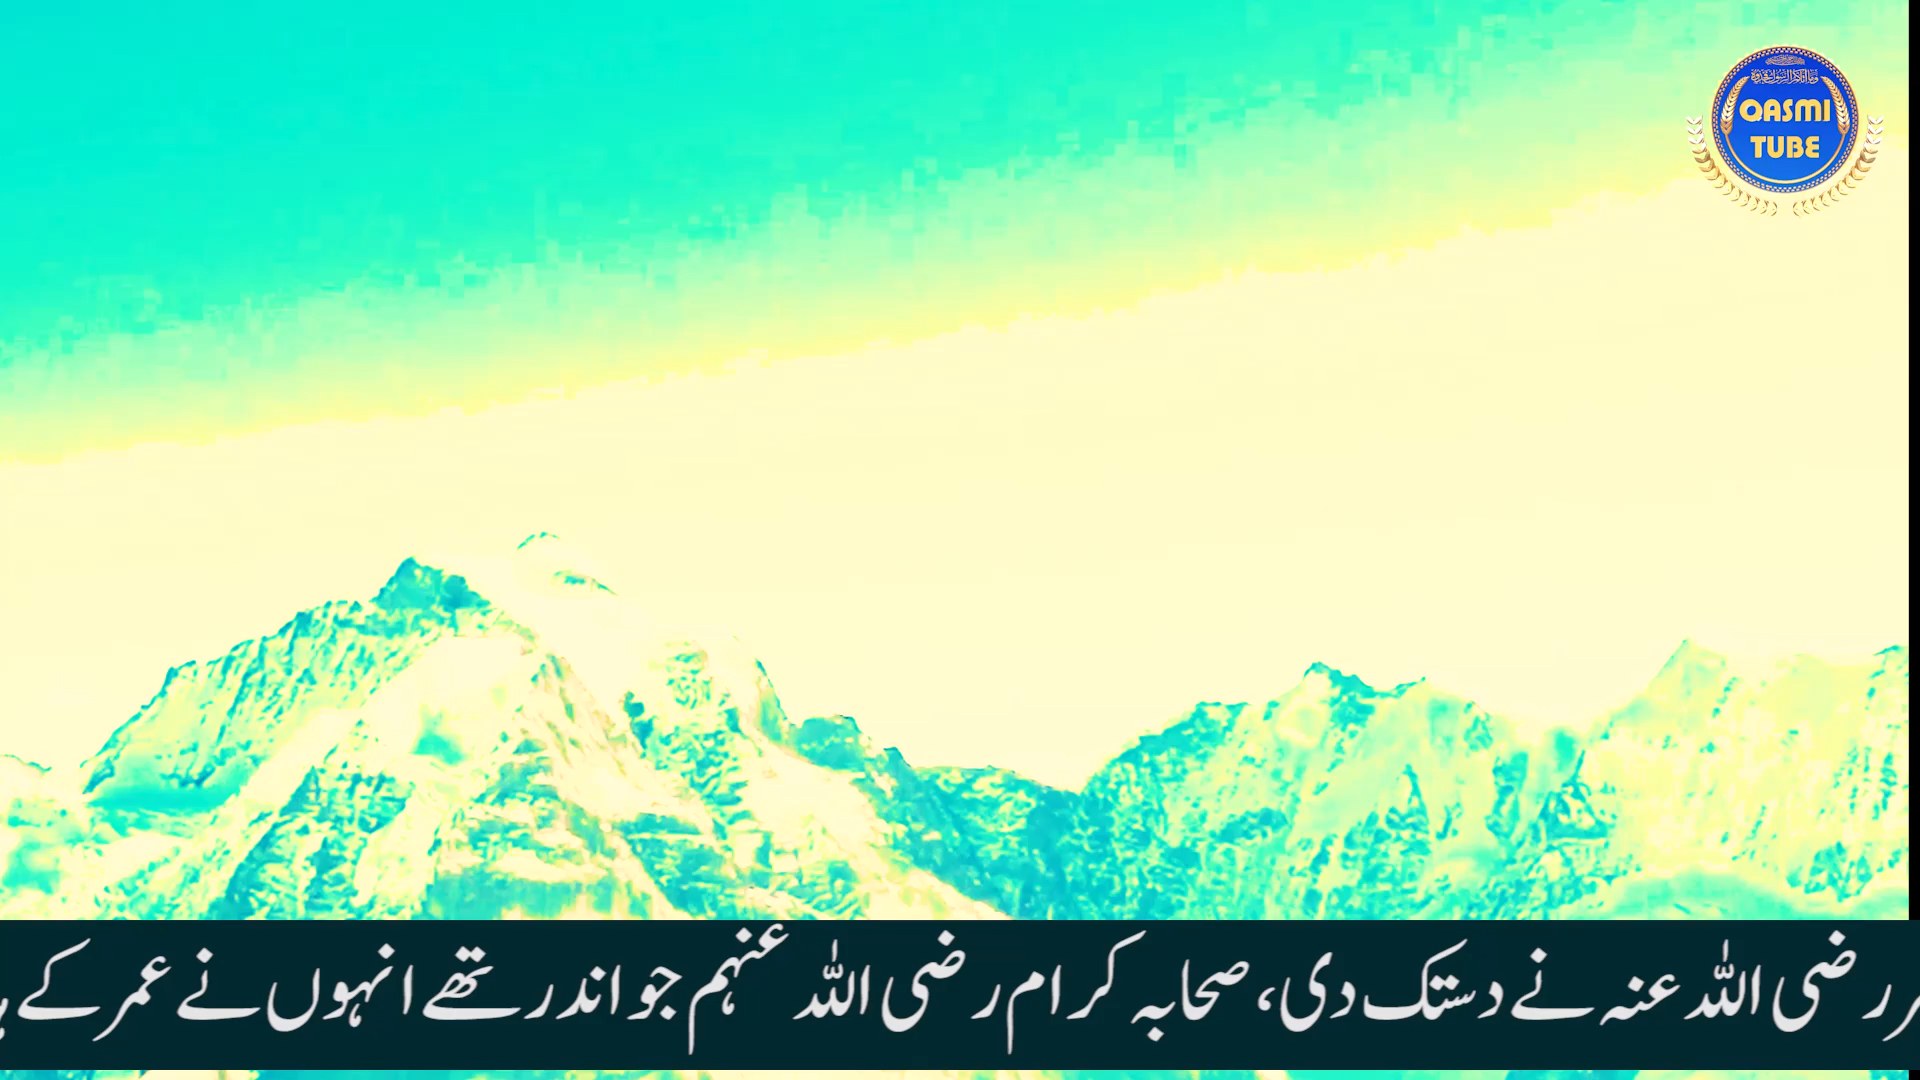 QASMI
TUBE
رضی اللہ عنہ نے دستک دی، صحابہ کرام رضی اللہ عنہم جو اندر تھے انہوں نے عمر کے